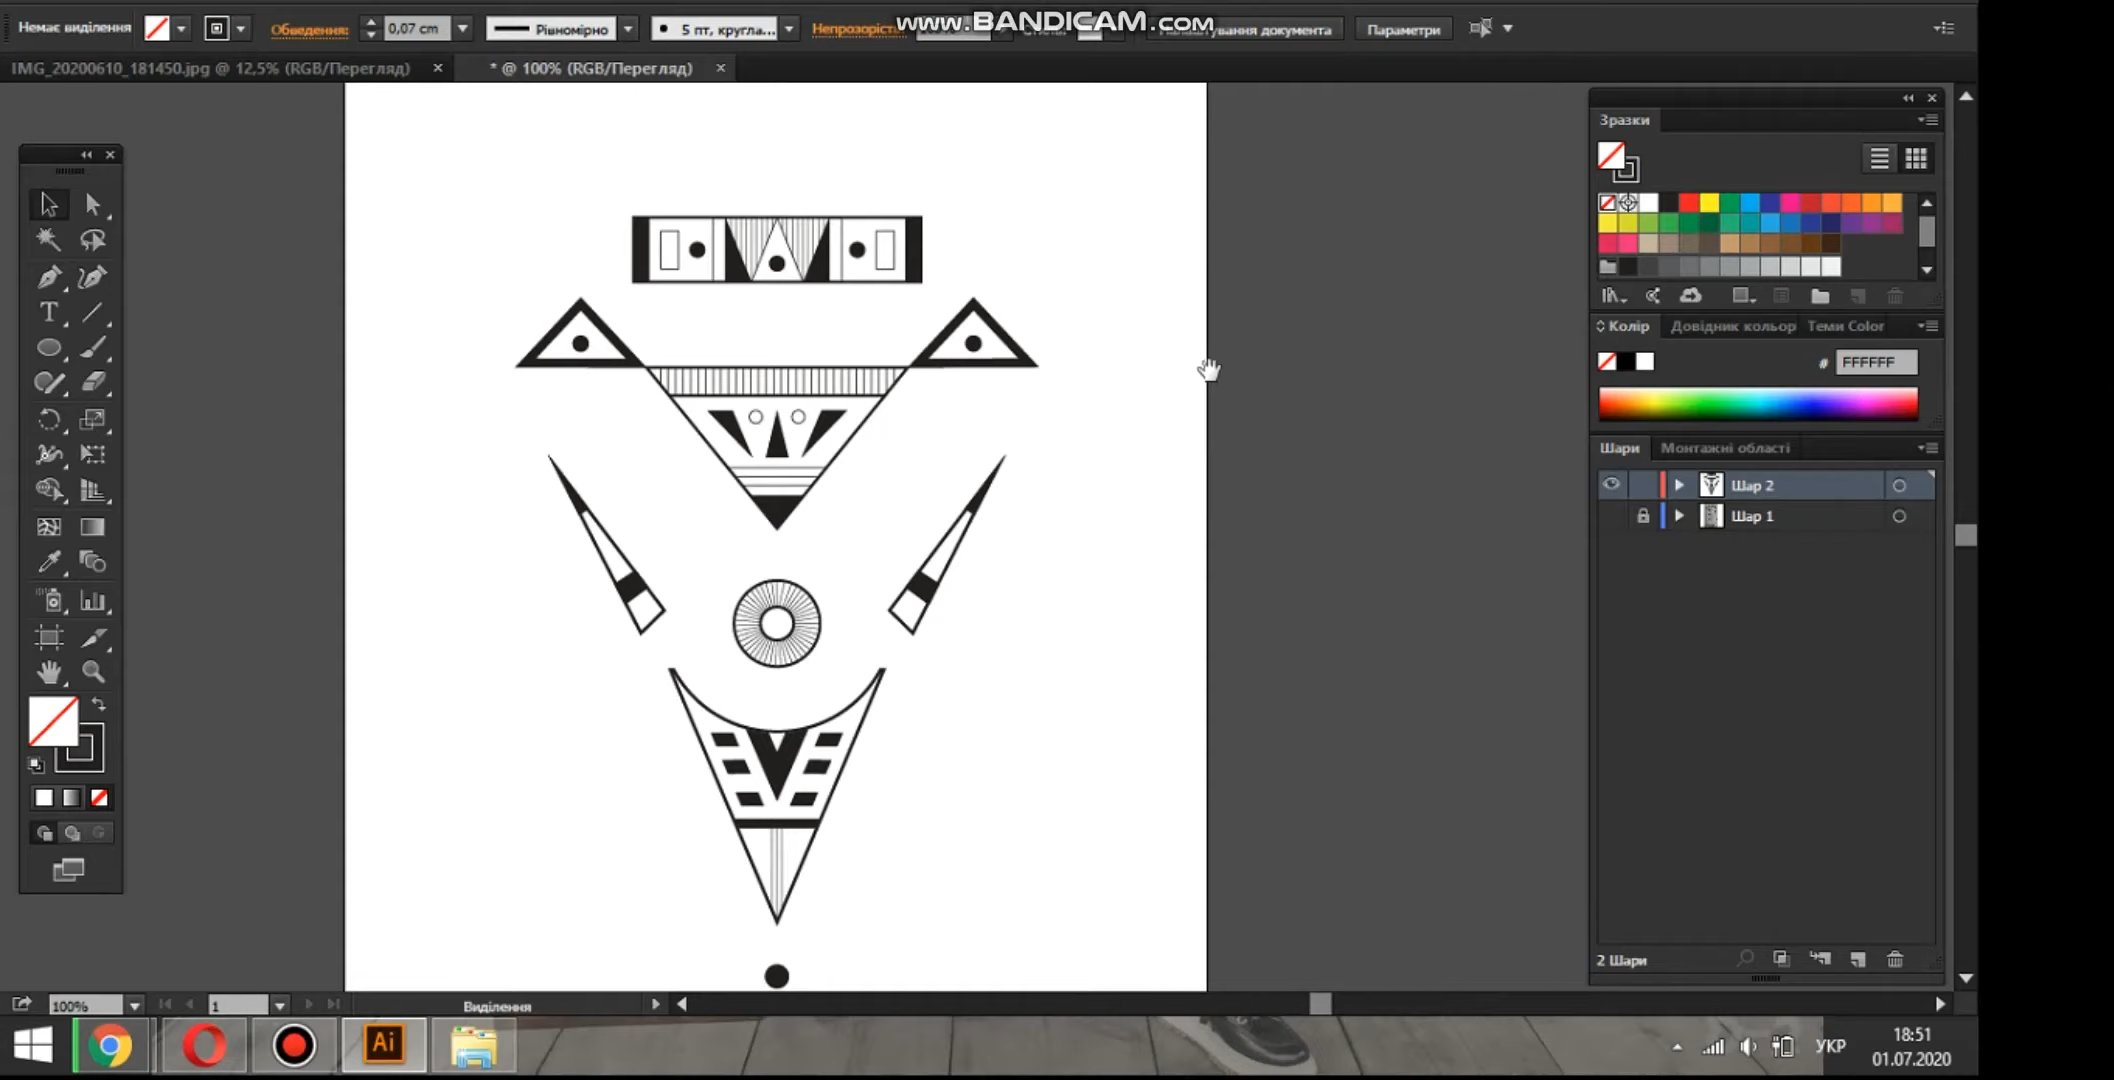 www.BANDICAM.com
Немає виділення
Обведення:
0,07 cm
Рівномірно
5 пт, кругла...
Непрозорість:
документа
Параметри
IMG_20200610_181450.jpg @ 12,5% (RGB/Перегляд)
* @ 100% (RGB/Перегляд)
Зразки
Колір
Довідник кольор
Теми Color
# FFFFFF
Шари
Монтажні області
Шар 2
Шар 1
2 Шари
100%
1
Виділення
Ai
УКР
18:51
01.07.2020